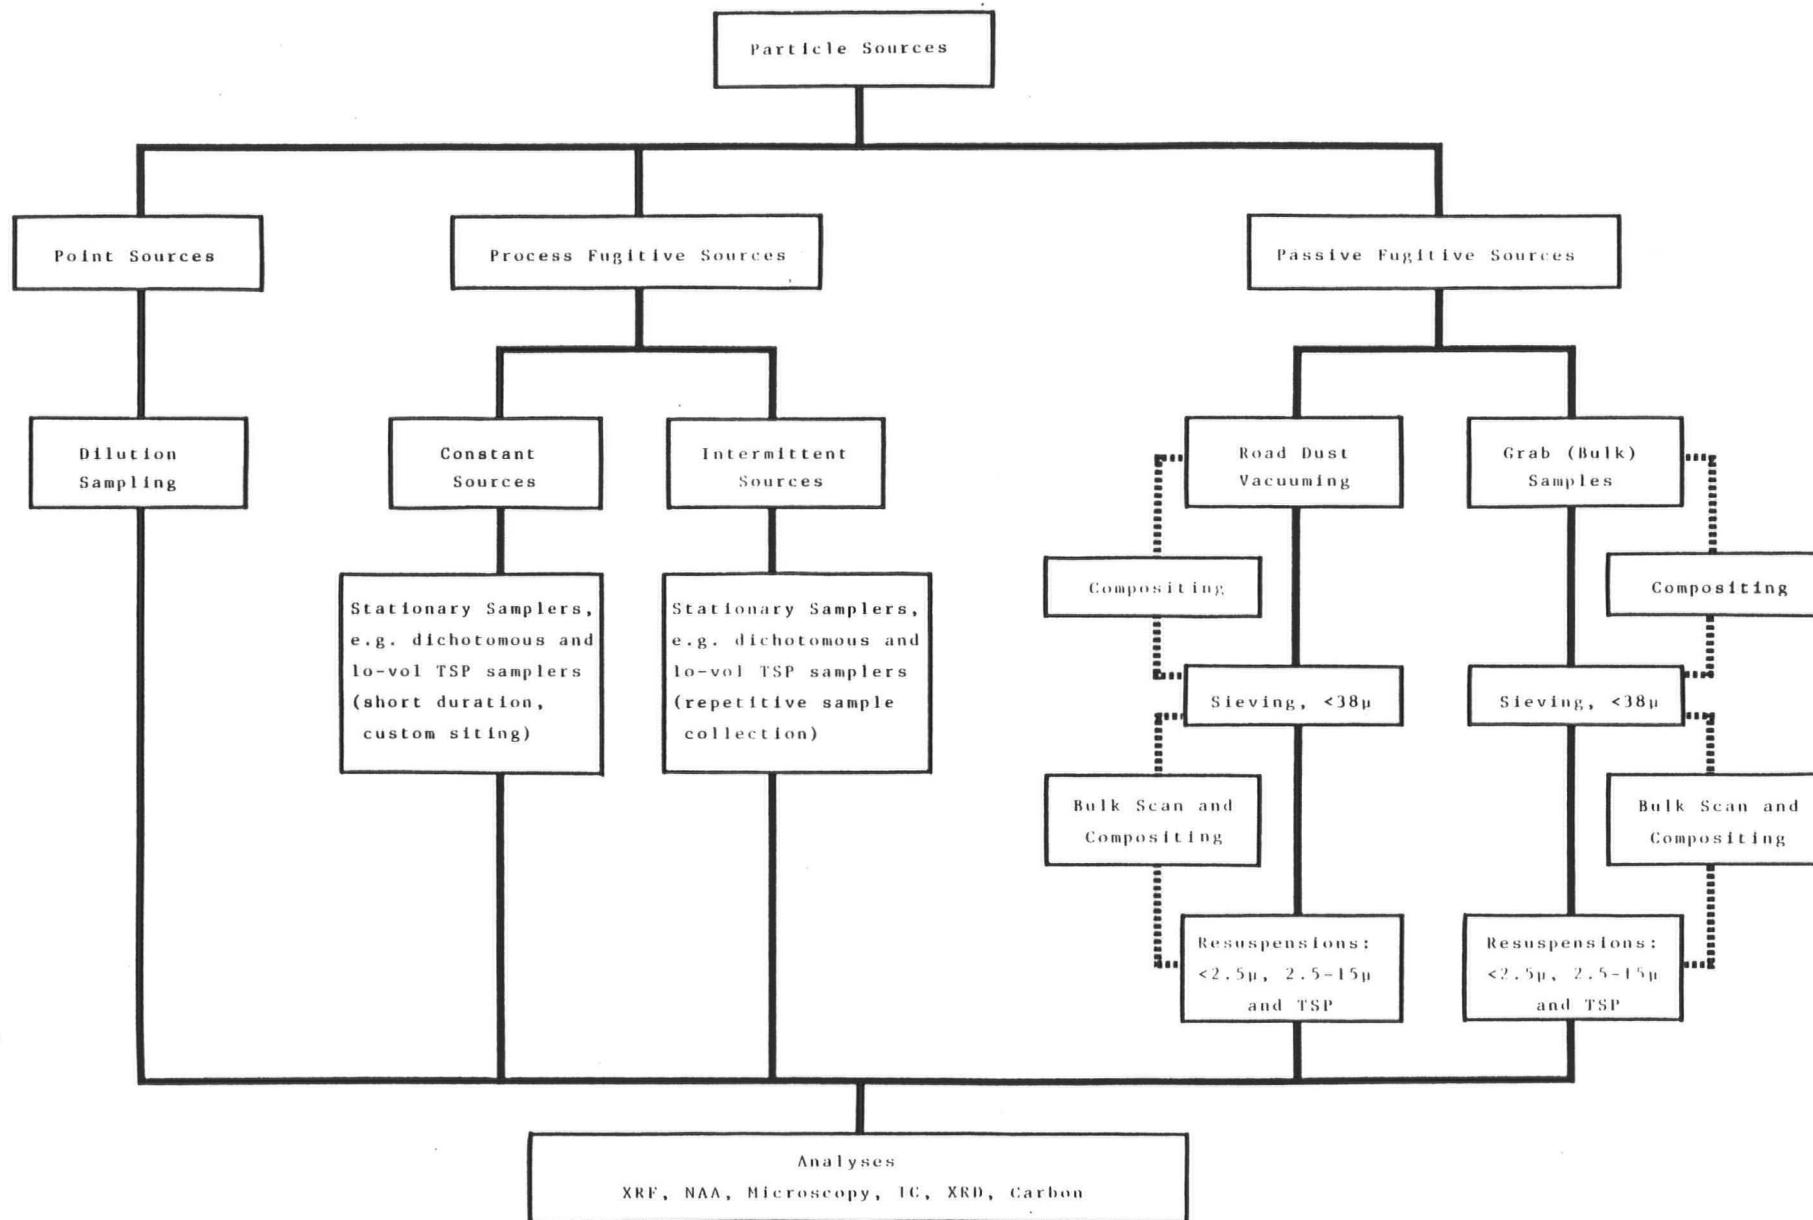 Particle Sources
Point Sources
Process Fugitive Sources
Passive Fugitive Sources
Dilution
Sampling
Constant
Sources
Intermittent
Sources
Road Dust
Vacuuming
Grab (Bulk)
Samples
Compositing
Compositing
Stationary Samplers,
e.g. dichotomous and
lo-vol TSP samplers
(short duration,
custom siting)
Stationary Samplers,
e.g. dichotomous and
lo-vol TSP samplers
(repetitive sample
collection)
Sieving, <38µ
Sieving, <38µ
Bulk Scan and
Compositing
Bulk Scan and
Compositing
Resuspensions:
<2.5µ, 2.5-15µ
and TSP
Resuspensions:
<2.5µ, 2.5-15µ
and TSP
Analyses
XRF, NAA, Microscopy, IC, XRD, Carbon